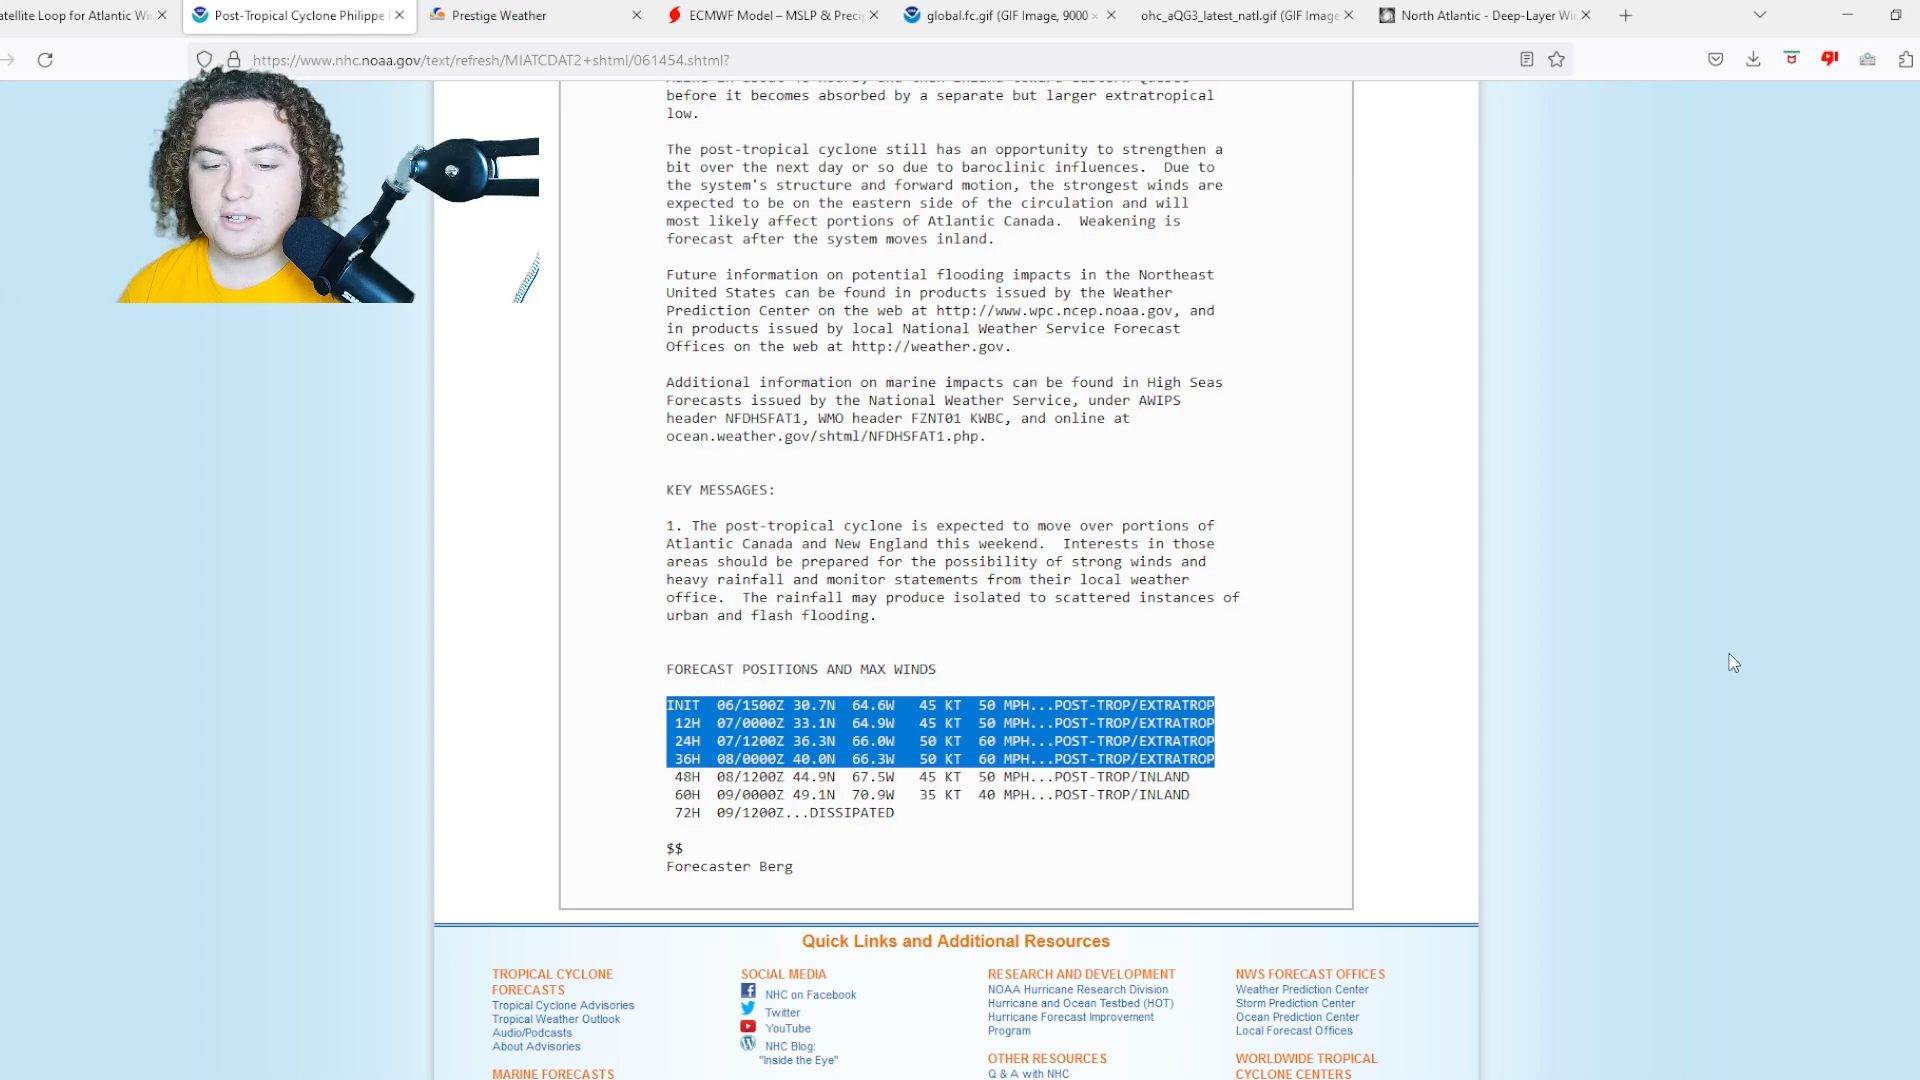 atellite Loop for Atlantic Wi
Post-Tropical Cyclone Philippe
Prestige Weather
ECMWF Model – MSLP & Preci
global.fc.gif (GIF Image, 9000 ×
ohc_aQG3_latest_natl.gif (GIF Image
North Atlantic - Deep-Layer Wi
https://www.nhc.noaa.gov/text/refresh/MIATCDAT2+shtml/061454.shtml?
before it becomes absorbed by a separate but larger extratropical
low.
The post-tropical cyclone still has an opportunity to strengthen a
bit over the next day or so due to baroclinic influences.  Due to
the system's structure and forward motion, the strongest winds are
expected to be on the eastern side of the circulation and will
most likely affect portions of Atlantic Canada.  Weakening is
forecast after the system moves inland.
Future information on potential flooding impacts in the Northeast
United States can be found in products issued by the Weather
Prediction Center on the web at http://www.wpc.ncep.noaa.gov, and
in products issued by local National Weather Service Forecast
Offices on the web at http://weather.gov.
Additional information on marine impacts can be found in High Seas
Forecasts issued by the National Weather Service, under AWIPS
header NFDHSFAT1, WMO header FZNT01 KWBC, and online at
ocean.weather.gov/shtml/NFDHSFAT1.php.
KEY MESSAGES:
1. The post-tropical cyclone is expected to move over portions of
Atlantic Canada and New England this weekend.  Interests in those
areas should be prepared for the possibility of strong winds and
heavy rainfall and monitor statements from their local weather
office.  The rainfall may produce isolated to scattered instances of
urban and flash flooding.
FORECAST POSITIONS AND MAX WINDS
INIT  06/1500Z 30.7N  64.6W   45 KT  50 MPH...POST-TROP/EXTRATROP
12H  07/0000Z 33.1N  64.9W   45 KT  50 MPH...POST-TROP/EXTRATROP
24H  07/1200Z 36.3N  66.0W   50 KT  60 MPH...POST-TROP/EXTRATROP
36H  08/0000Z 40.0N  66.3W   50 KT  60 MPH...POST-TROP/EXTRATROP
48H  08/1200Z 44.9N  67.5W   45 KT  50 MPH...POST-TROP/INLAND
60H  09/0000Z 49.1N  70.9W   35 KT  40 MPH...POST-TROP/INLAND
72H  09/1200Z...DISSIPATED
$$
Forecaster Berg
Quick Links and Additional Resources
TROPICAL CYCLONE
FORECASTS
Tropical Cyclone Advisories
Tropical Weather Outlook
Audio/Podcasts
About Advisories
MARINE FORECASTS
SOCIAL MEDIA
NHC on Facebook
Twitter
YouTube
NHC Blog:
"Inside the Eye"
RESEARCH AND DEVELOPMENT
NOAA Hurricane Research Division
Hurricane and Ocean Testbed (HOT)
Hurricane Forecast Improvement
Program
OTHER RESOURCES
Q & A with NHC
NWS FORECAST OFFICES
Weather Prediction Center
Storm Prediction Center
Ocean Prediction Center
Local Forecast Offices
WORLDWIDE TROPICAL
CYCLONE CENTERS